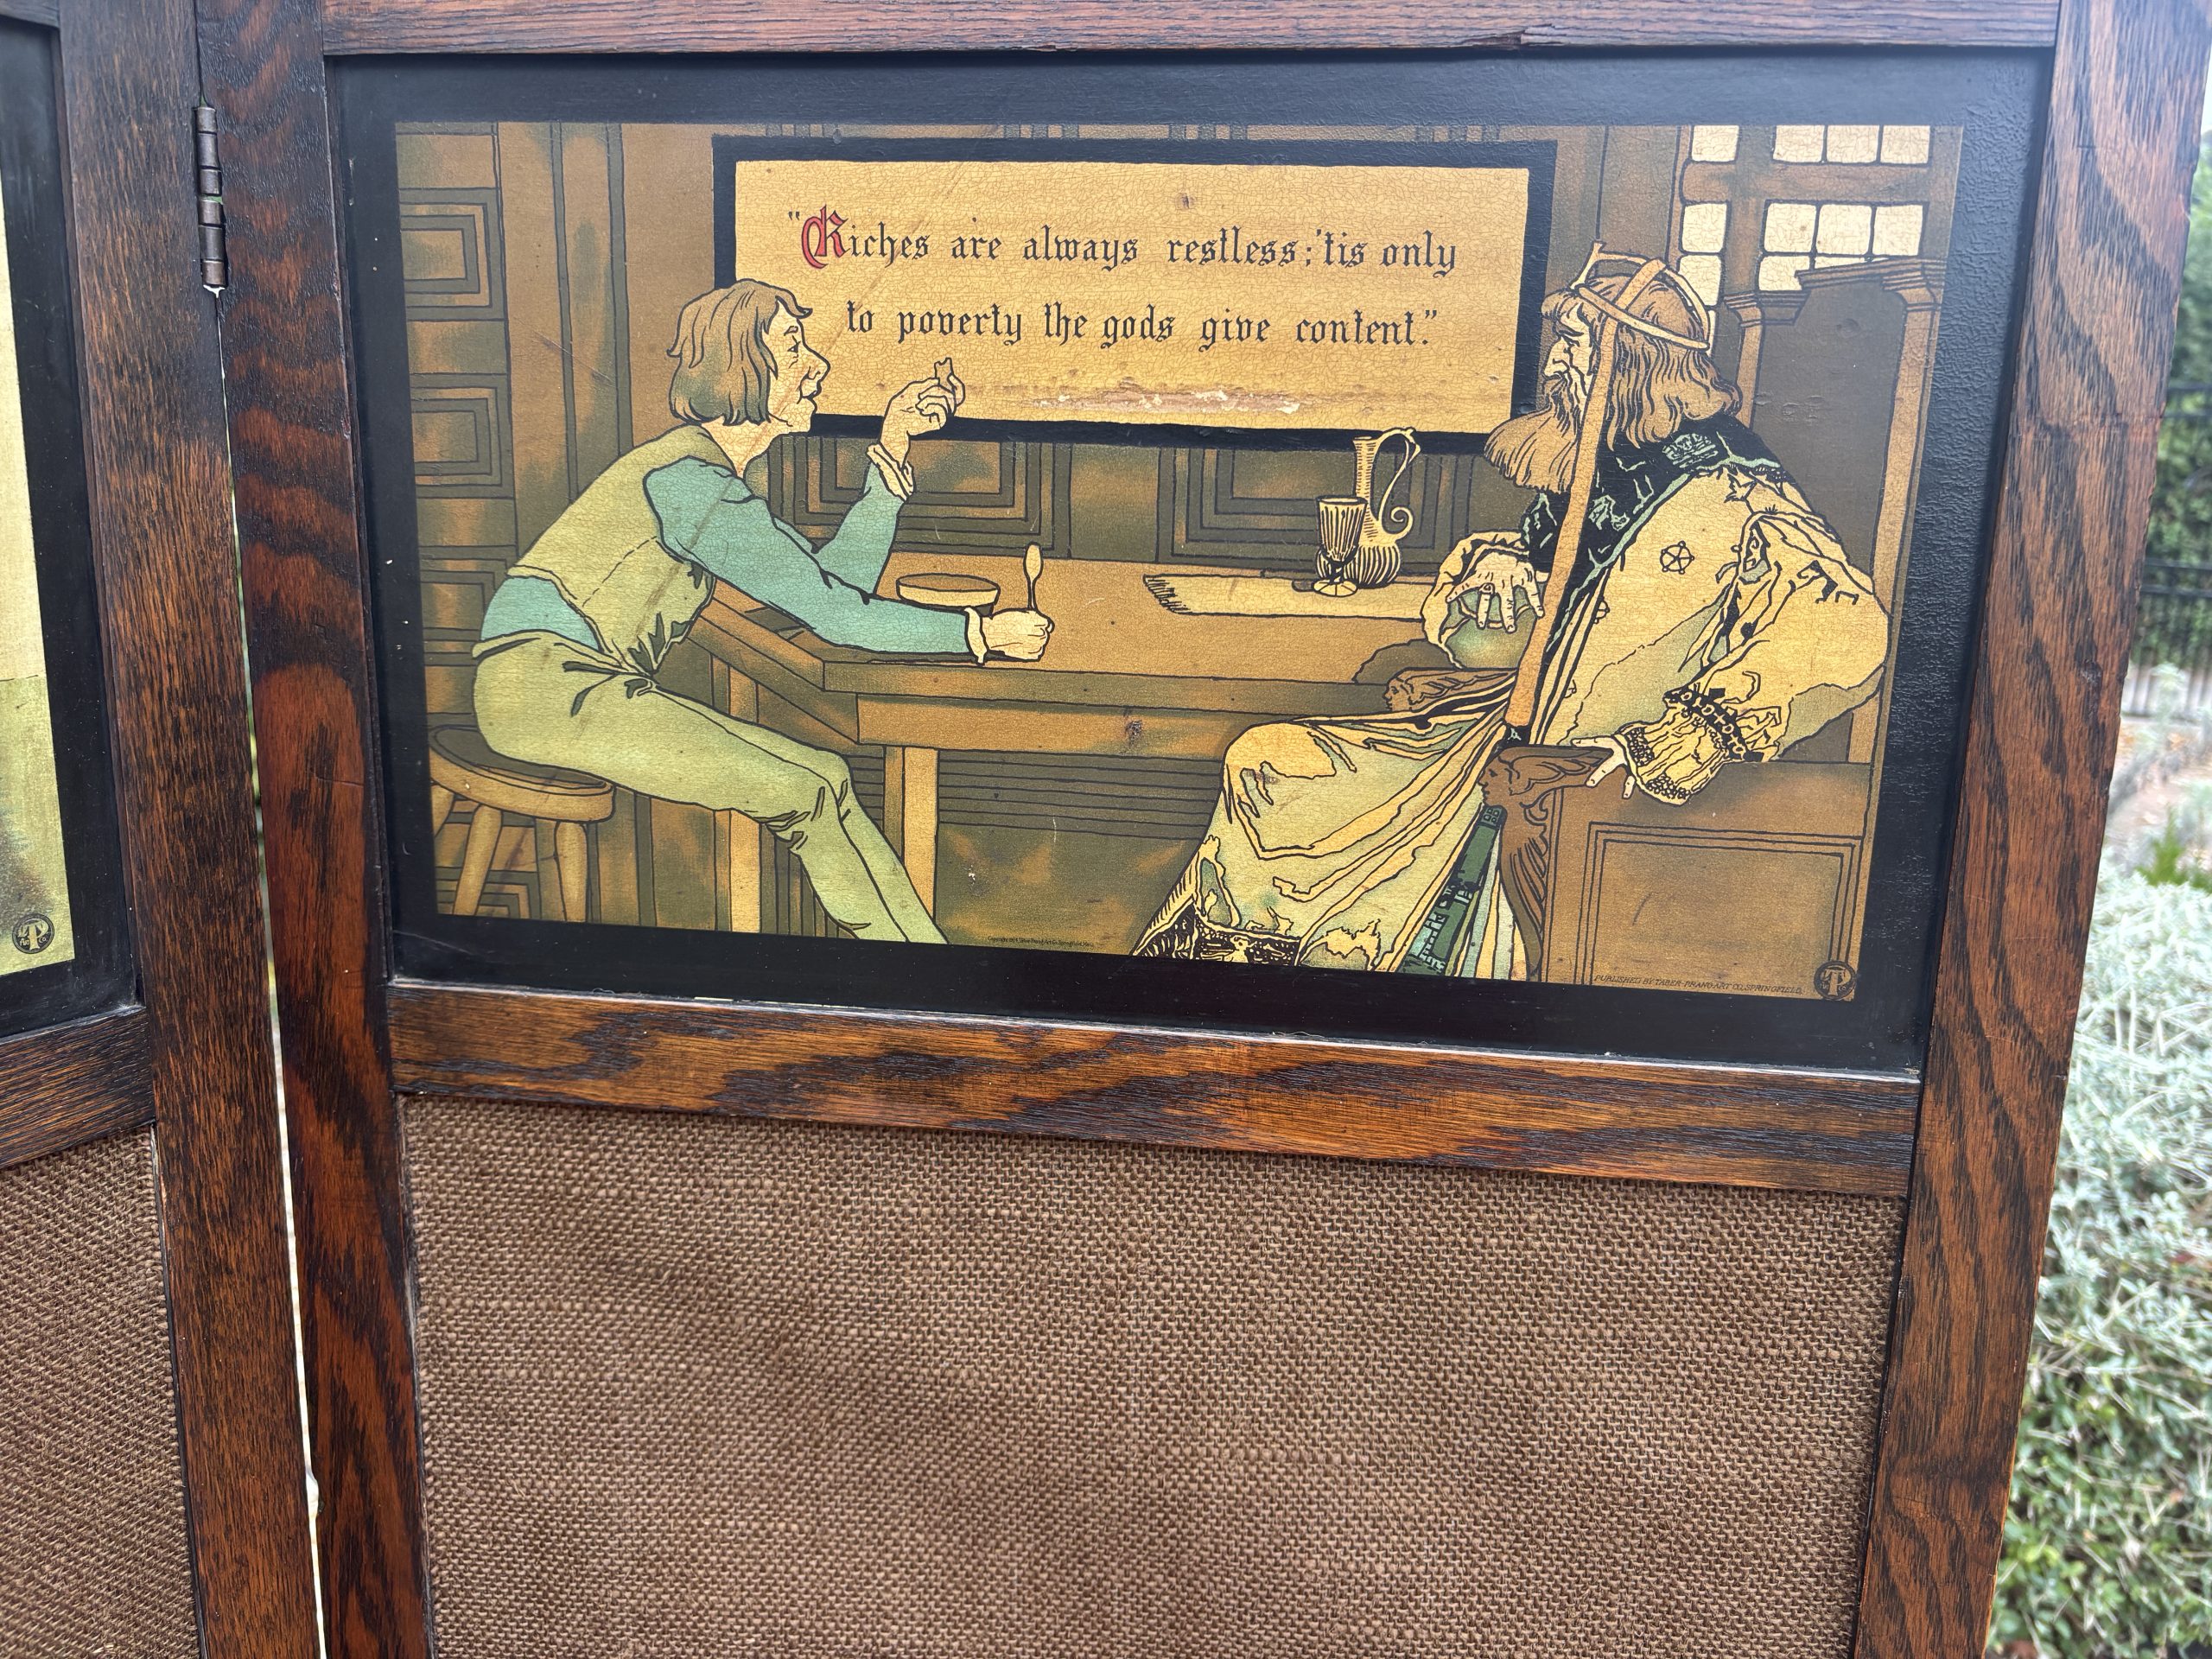 "Riches are always restless; 'tis only
to poverty the gods give content."
PUBLISHED BY TABER-PRANG ART CO. SPRINGFIELD.